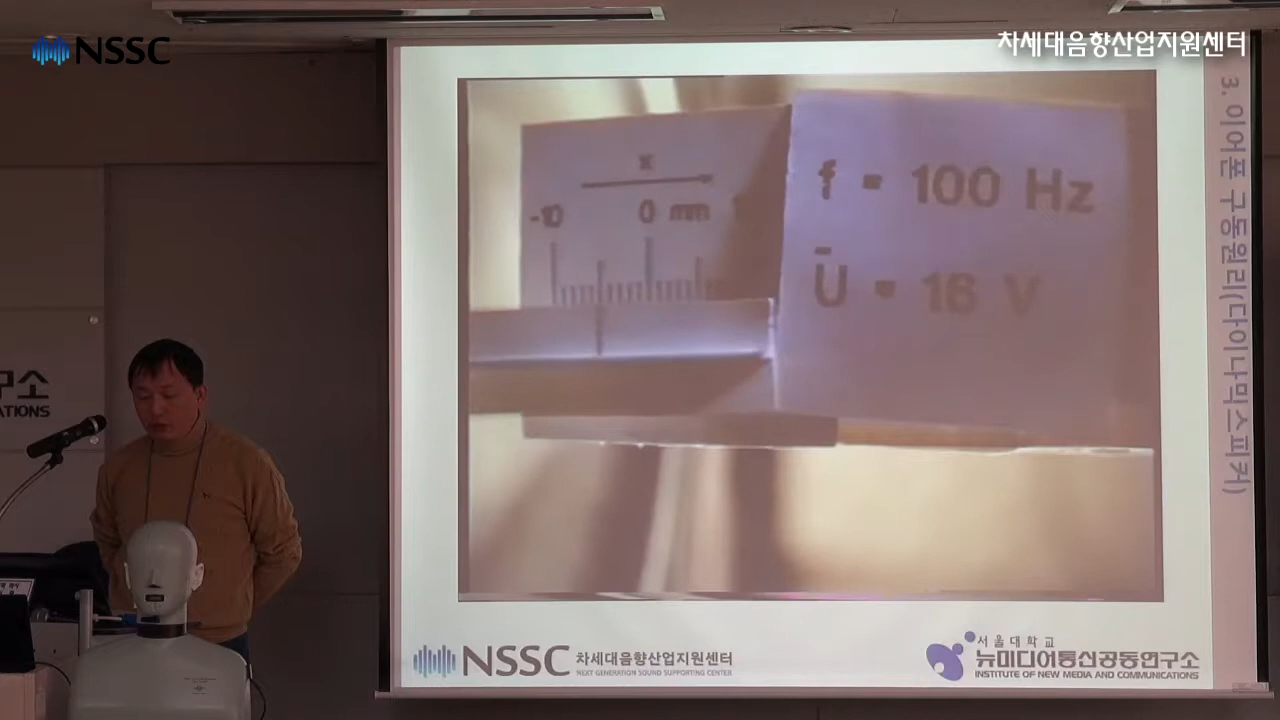 NSSC
차세대음향산업지원센터
3. 이어폰 구동원리(다이나믹스피커)
x
-10 0 mm
f = 100 Hz
Ū = 16 V
구소
ATIONS
NSSC 차세대음향산업지원센터
NEXT GENERATION SOUND SUPPORTING CENTER
서울대학교
뉴미디어통신공동연구소
INSTITUTE OF NEW MEDIA AND COMMUNICATIONS